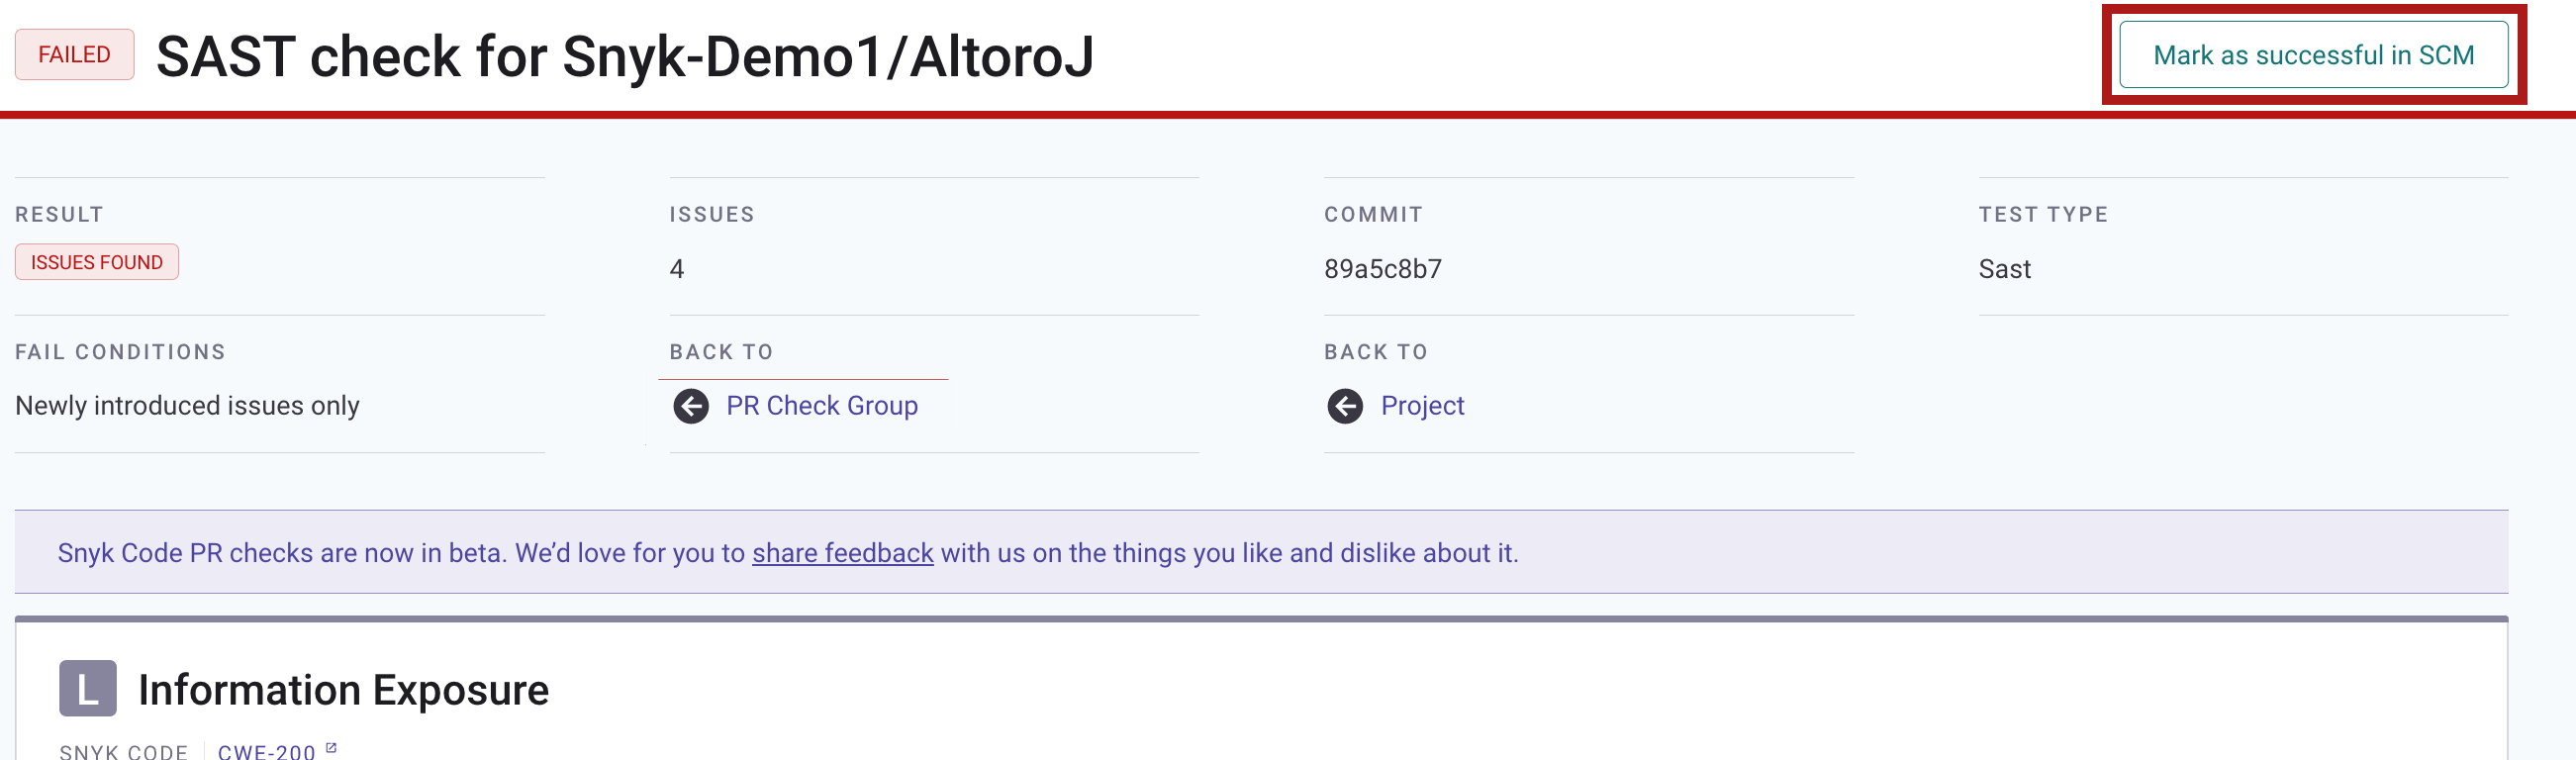 FAILED SAST check for Snyk-Demo1/AltoroJ Mark as successful in SCM
RESULT ISSUES COMMIT TEST TYPE
ISSUES FOUND 4 89a5c8b7 Sast
FAIL CONDITIONS BACK TO BACK TO
Newly introduced issues only PR Check Group Project
Snyk Code PR checks are now in beta. We’d love for you to share feedback with us on the things you like and dislike about it.
L Information Exposure
SNYK CODE CWE-200